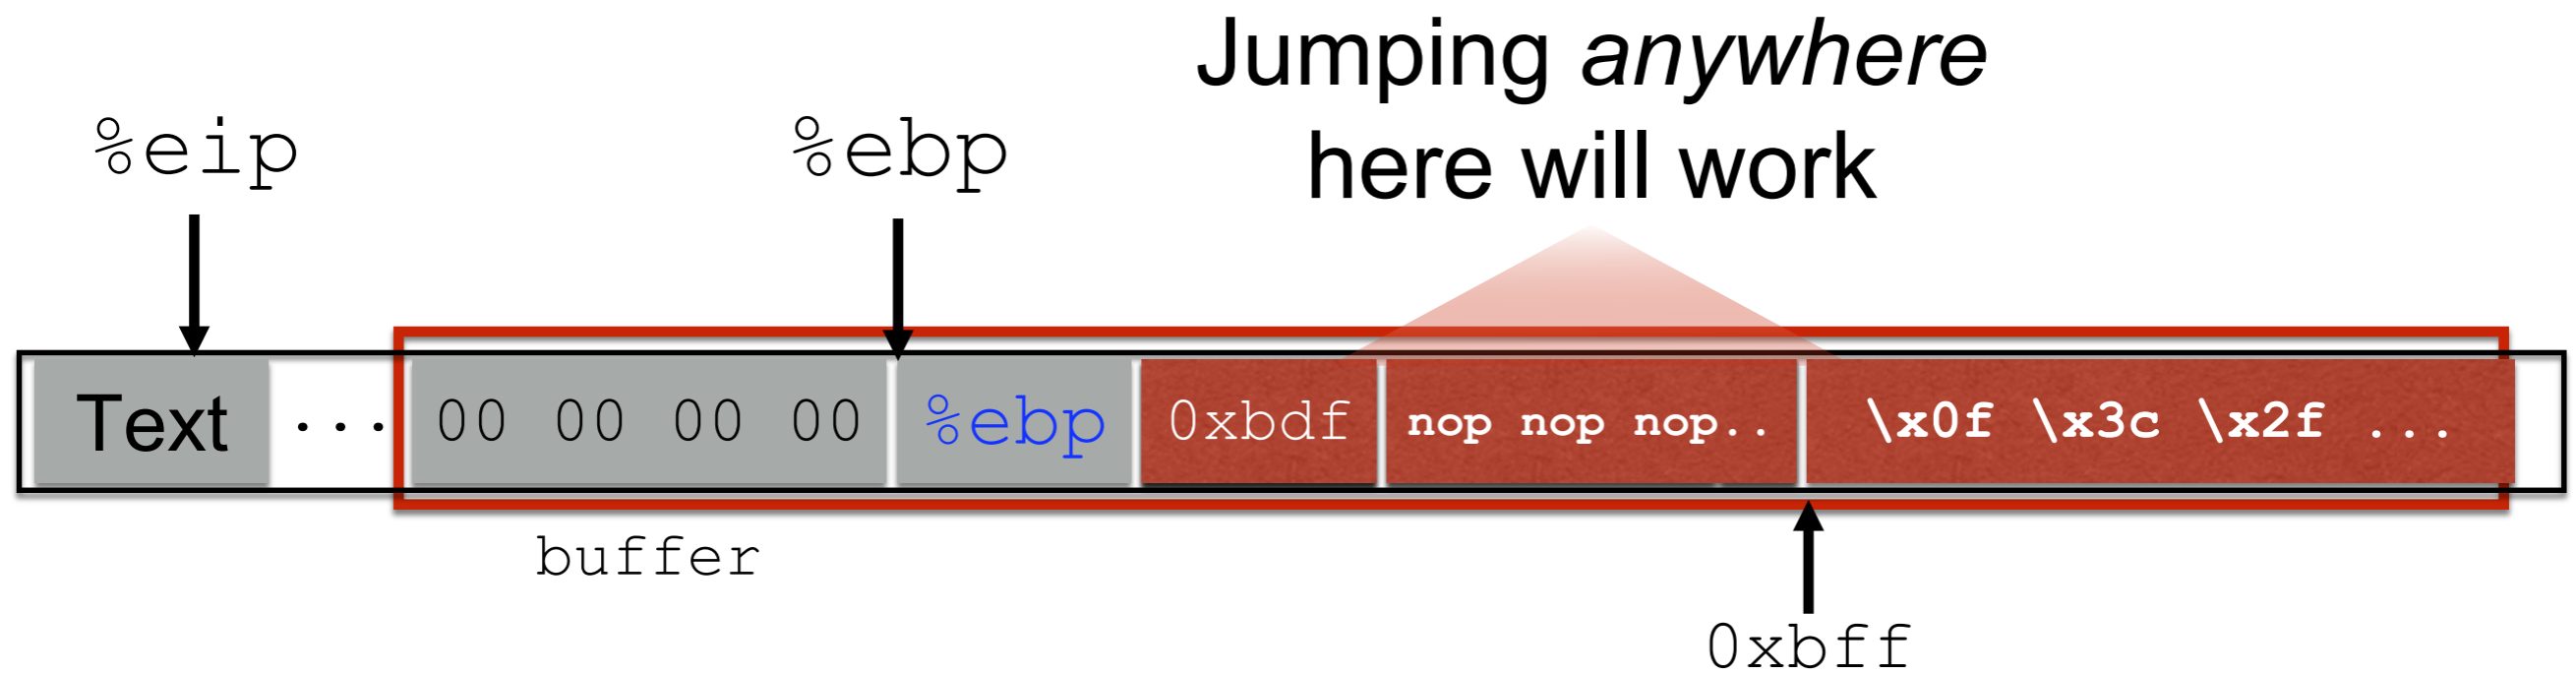 Jumping anywhere
here will work
%eip
%ebp
Text ... 00 00 00 00 %ebp 0xbdf nop nop nop.. \x0f \x3c \x2f ...
buffer
0xbff